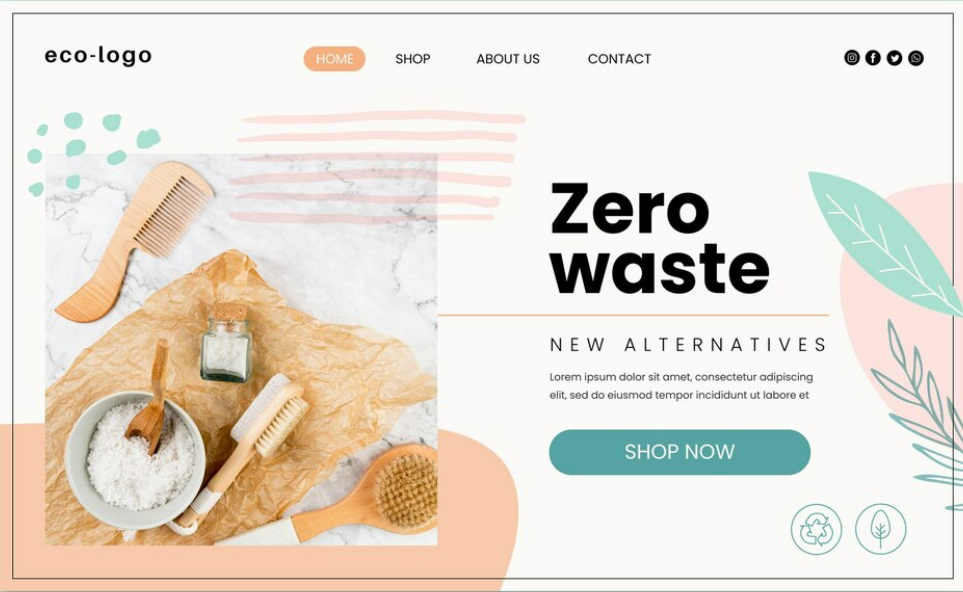 eco-logo
HOME SHOP ABOUT US CONTACT
Zero
waste
NEW ALTERNATIVES
Lorem ipsum dolor sit amet, consectetur adipiscing
elit, sed do eiusmod tempor incididunt ut labore et
SHOP NOW